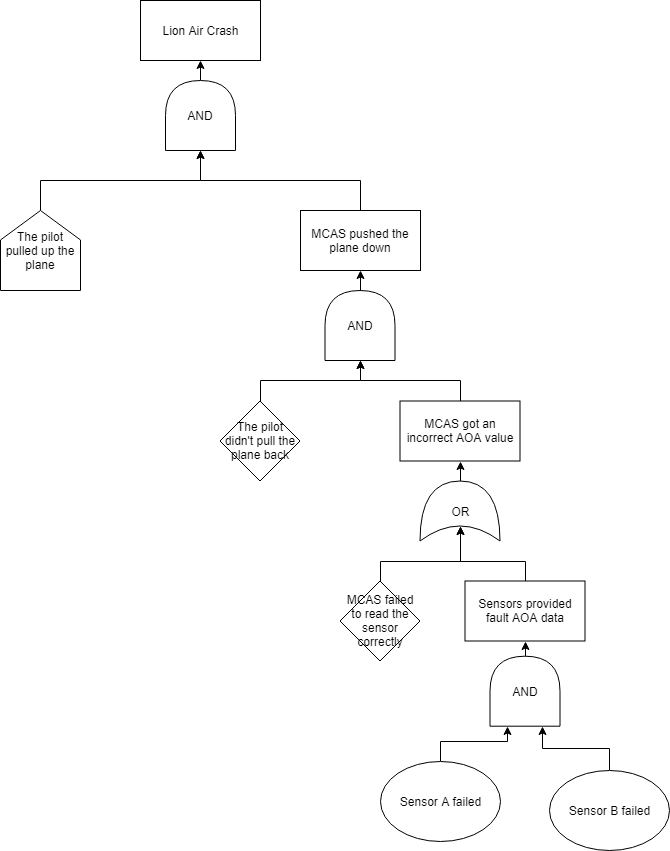 Lion Air Crash
AND
The pilot
pulled up the
plane
MCAS pushed the
plane down
AND
The pilot
didn't pull the
plane back
MCAS got an
incorrect AOA value
OR
MCAS failed
to read the
sensor
correctly
Sensors provided
fault AOA data
AND
Sensor A failed
Sensor B failed